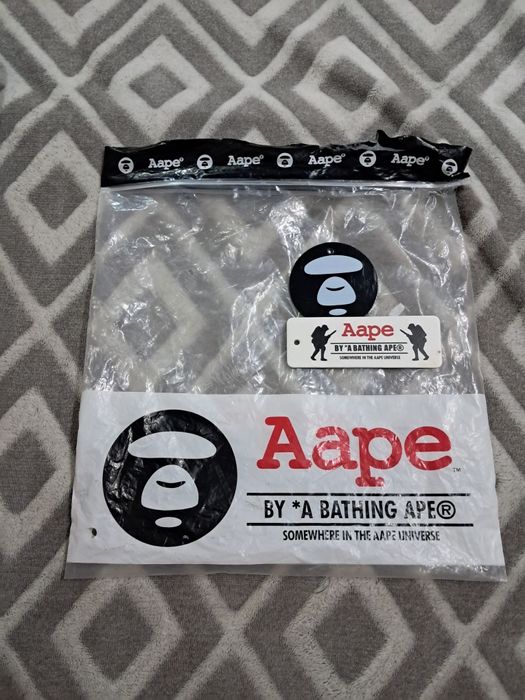 Aape® Aape® Aape® Aape®
Aape
BY *A BATHING APE®
SOMEWHERE IN THE AAPE UNIVERSE
Aape™
BY *A BATHING APE®
SOMEWHERE IN THE AAPE UNIVERSE